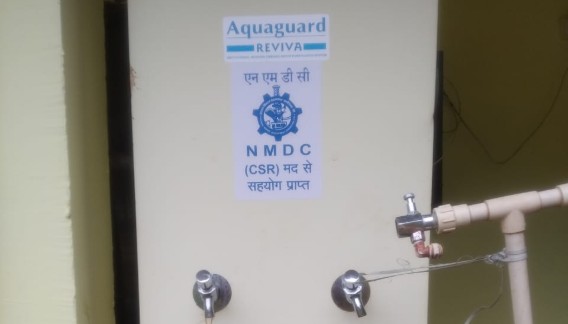 Aquaguard
REVIVA
एन एम डी सी
NMDC
(CSR) मद से
सहयोग प्राप्त